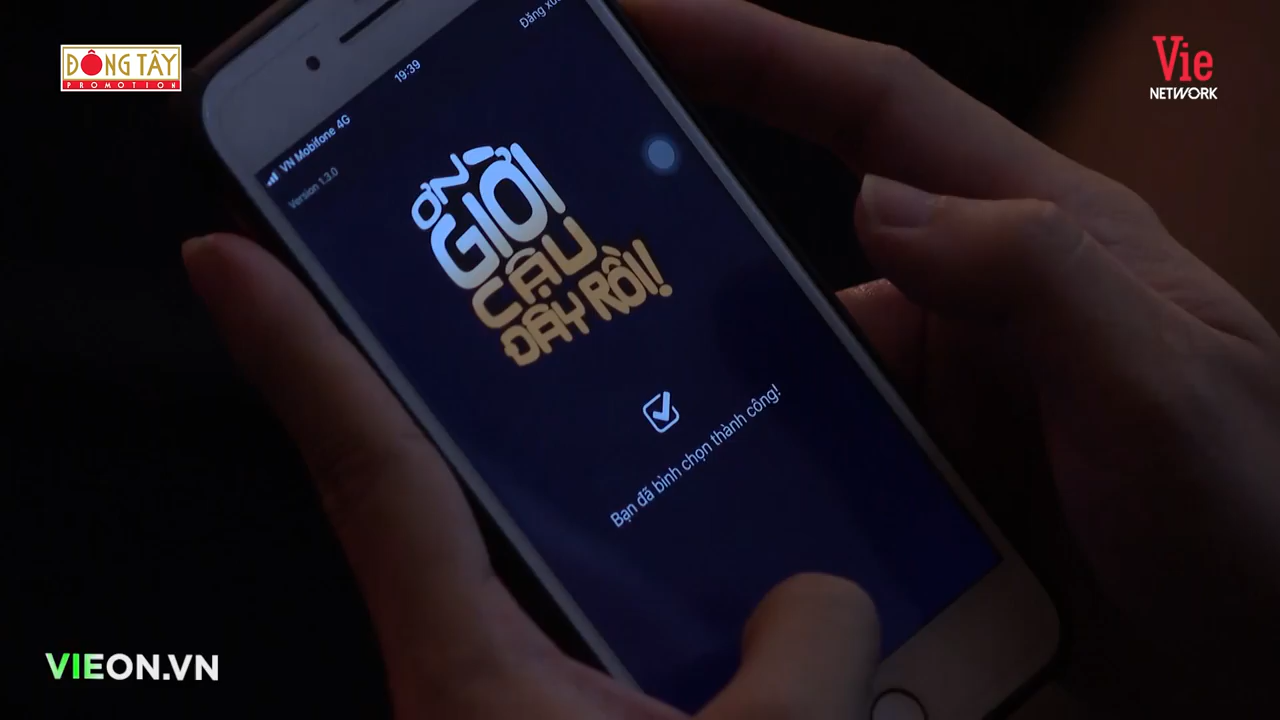 ĐÔNG TÂY
PROMOTION
Vie
NETWORK
VN Mobifone 4G
19:39
Version 1.3.0
ƠN
GIỜI
CẬU
ĐÂY RỒI!
Bạn đã bình chọn thành công!
VIEON.VN